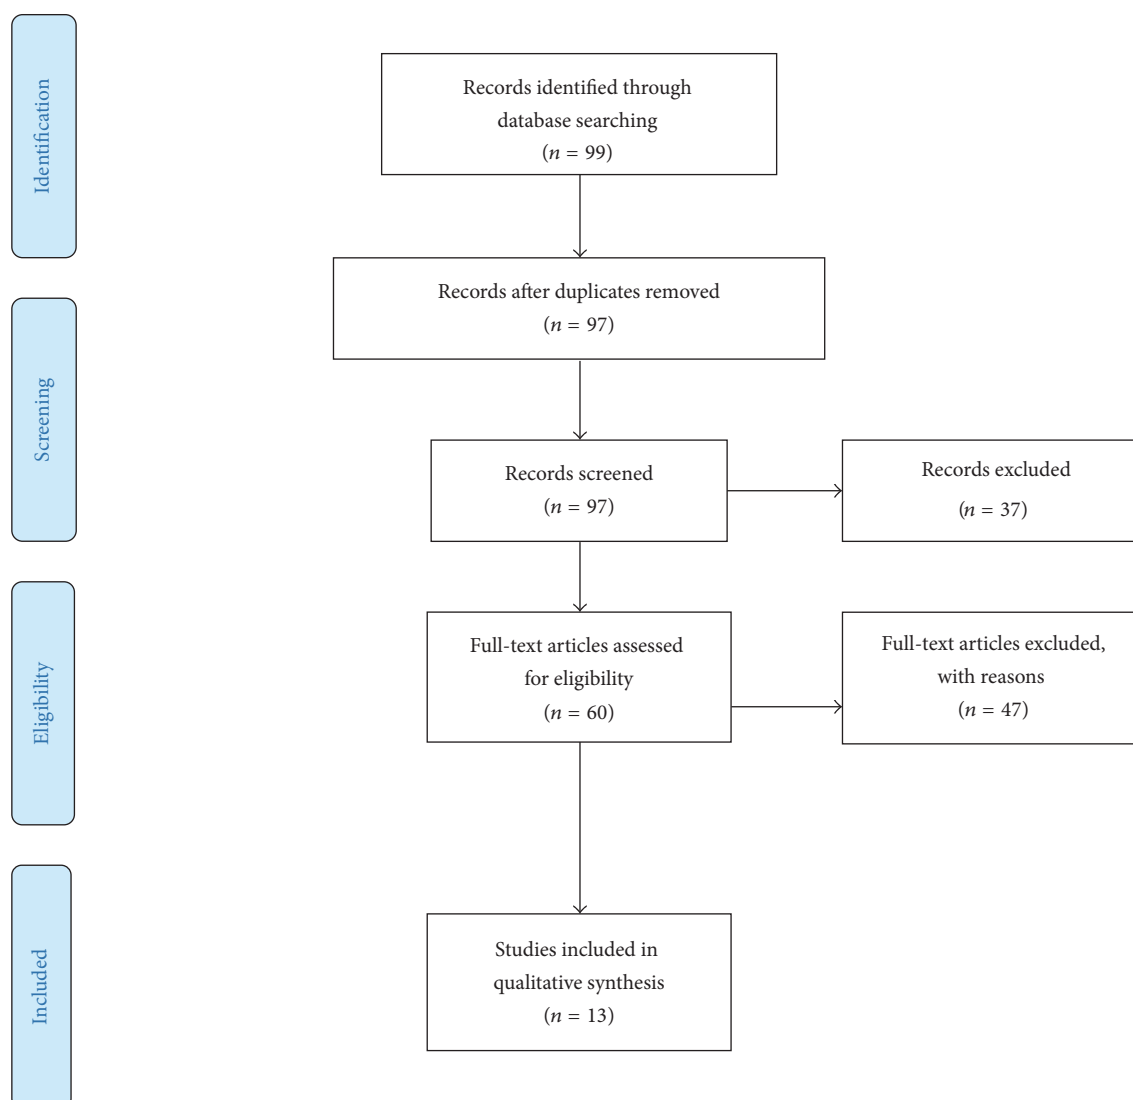 Identification
Records identified through
database searching
(n = 99)
Records after duplicates removed
(n = 97)
Screening
Records screened
(n = 97)
Records excluded
(n = 37)
Eligibility
Full-text articles assessed
for eligibility
(n = 60)
Full-text articles excluded,
with reasons
(n = 47)
Included
Studies included in
qualitative synthesis
(n = 13)